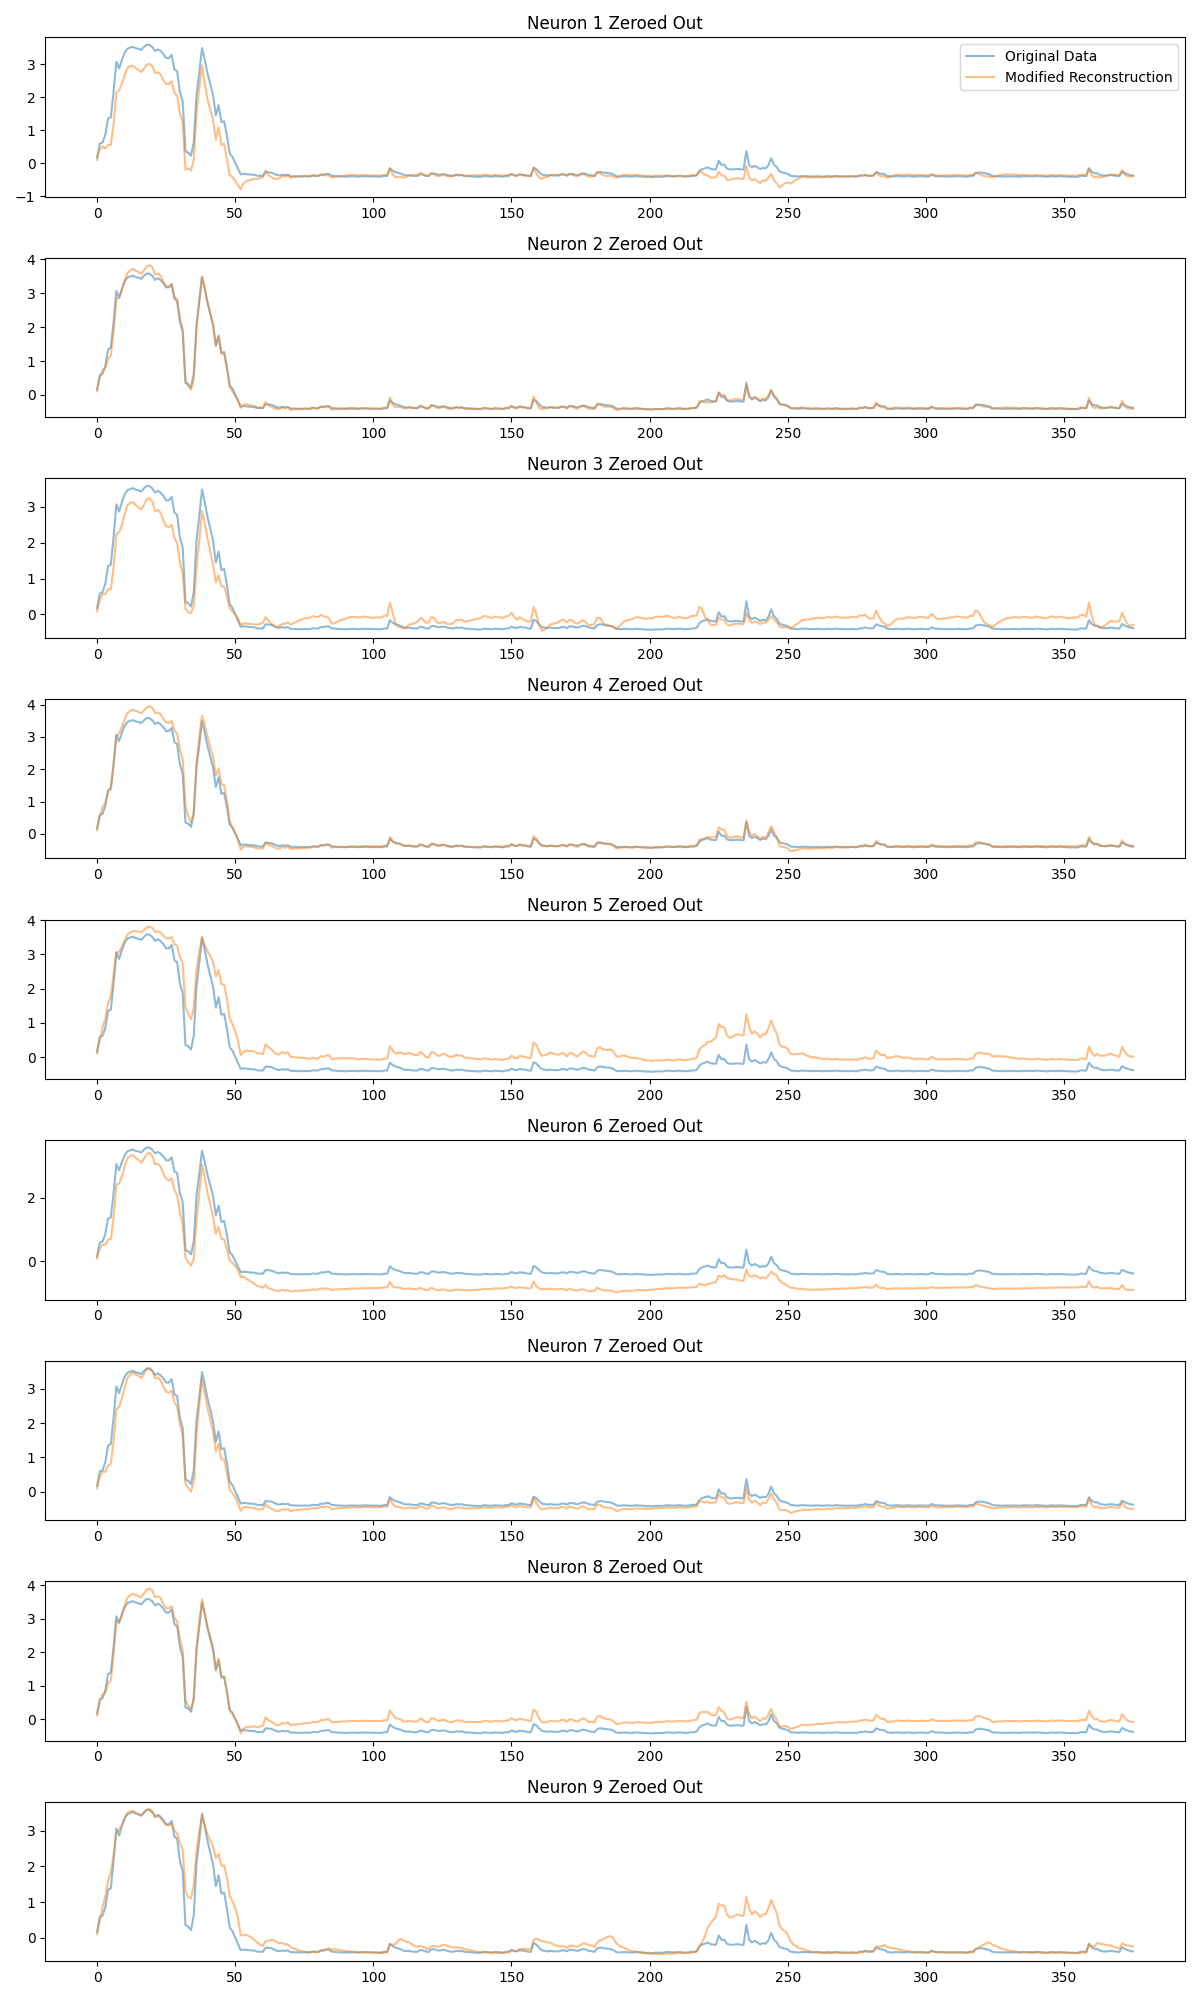 Neuron 1 Zeroed Out
Original Data
Modified Reconstruction
3
2
1
0
−1
0 50 100 150 200 250 300 350
Neuron 2 Zeroed Out
4
3
2
1
0
0 50 100 150 200 250 300 350
Neuron 3 Zeroed Out
3
2
1
0
0 50 100 150 200 250 300 350
Neuron 4 Zeroed Out
4
3
2
1
0
0 50 100 150 200 250 300 350
Neuron 5 Zeroed Out
4
3
2
1
0
0 50 100 150 200 250 300 350
Neuron 6 Zeroed Out
2
0
0 50 100 150 200 250 300 350
Neuron 7 Zeroed Out
3
2
1
0
0 50 100 150 200 250 300 350
Neuron 8 Zeroed Out
4
3
2
1
0
0 50 100 150 200 250 300 350
Neuron 9 Zeroed Out
3
2
1
0
0 50 100 150 200 250 300 350